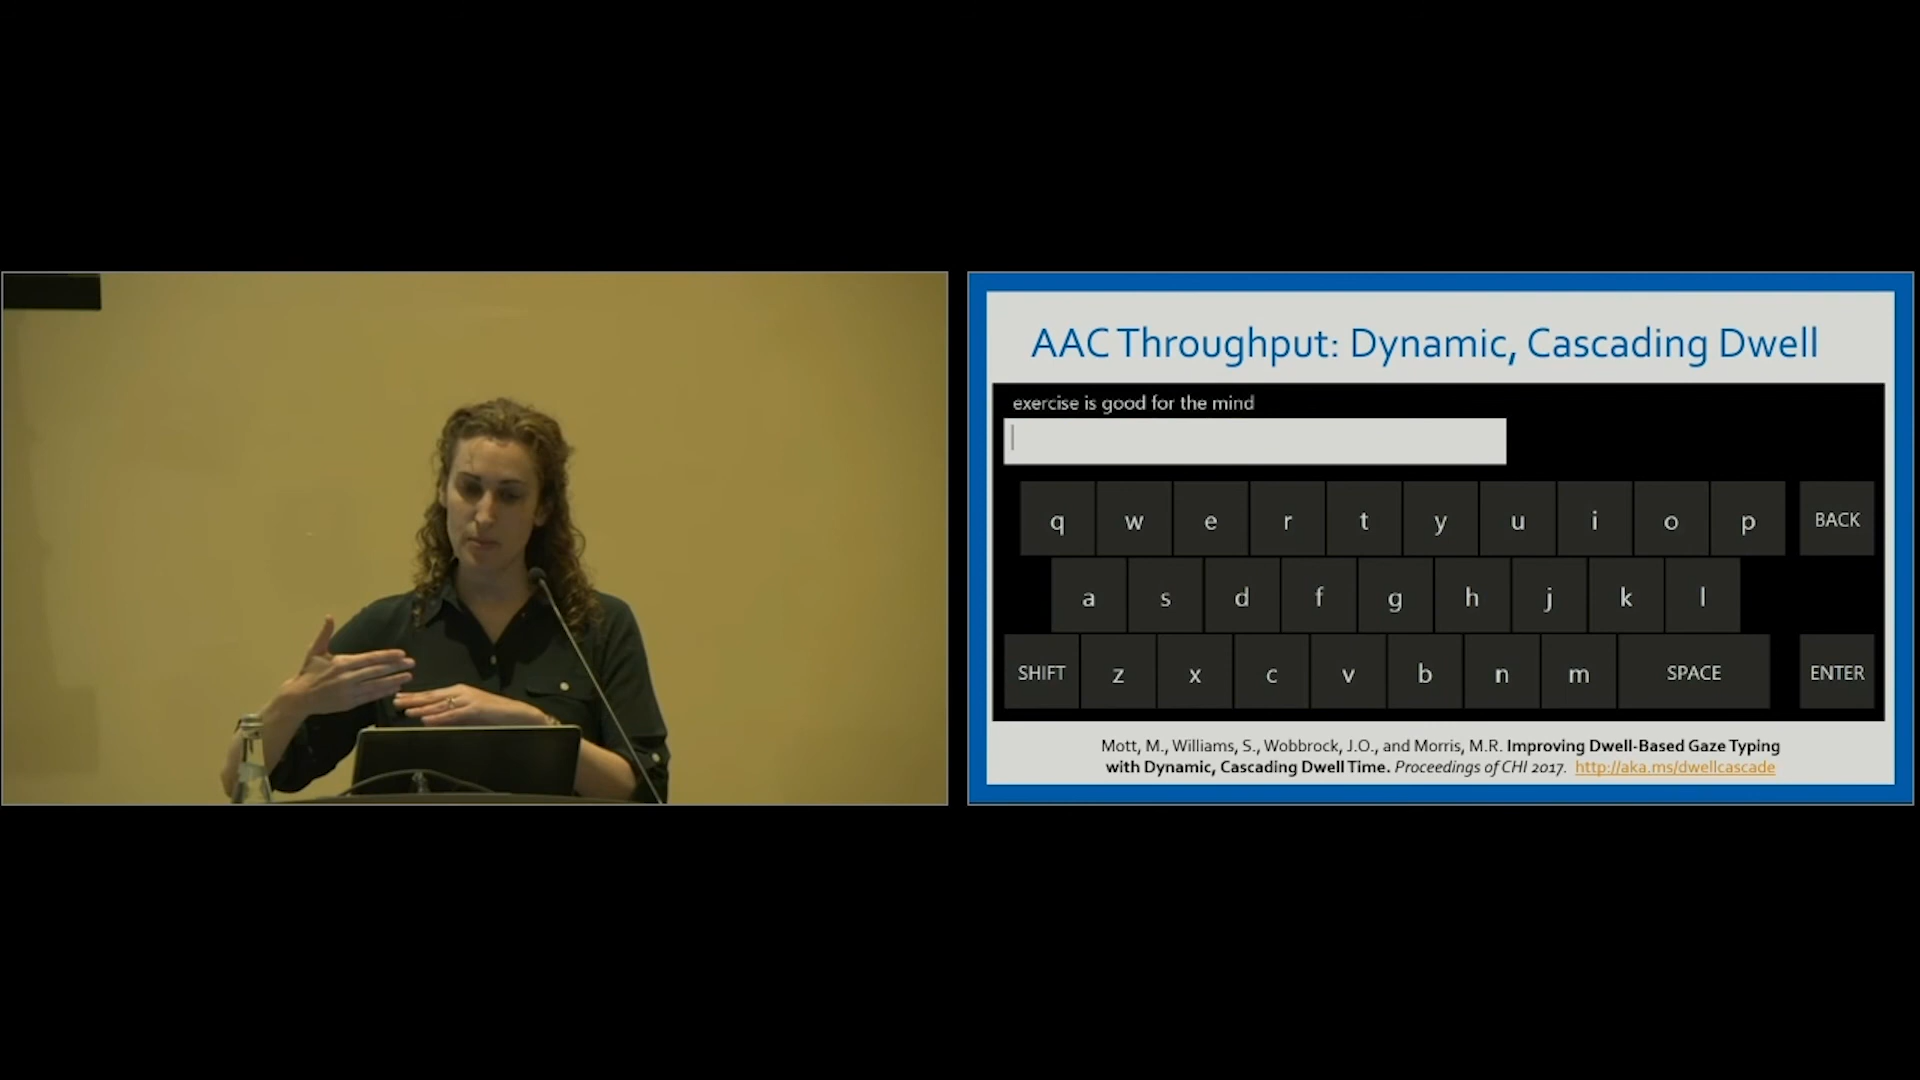 AAC Throughput: Dynamic, Cascading Dwell
exercise is good for the mind
q w e r t y u i o p BACK
a s d f g h j k l
SHIFT z x c v b n m SPACE ENTER
Mott, M., Williams, S., Wobbrock, J.O., and Morris, M.R. Improving Dwell-Based Gaze Typing
with Dynamic, Cascading Dwell Time. Proceedings of CHI 2017. http://aka.ms/dwellcascade